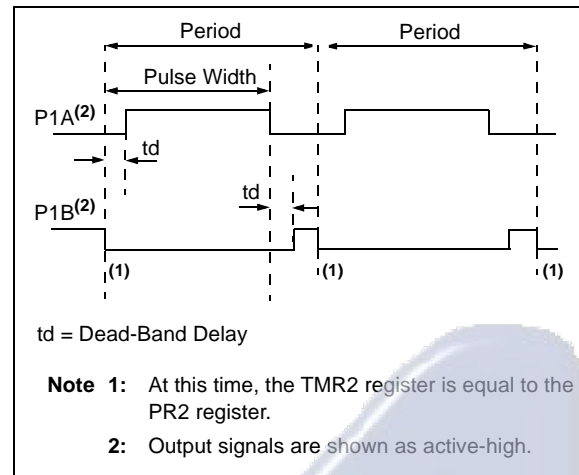 Period Period
Pulse Width
P1A(2)
td
td
P1B(2)
(1) (1) (1)
td = Dead-Band Delay
Note 1: At this time, the TMR2 register is equal to the
PR2 register.
2: Output signals are shown as active-high.